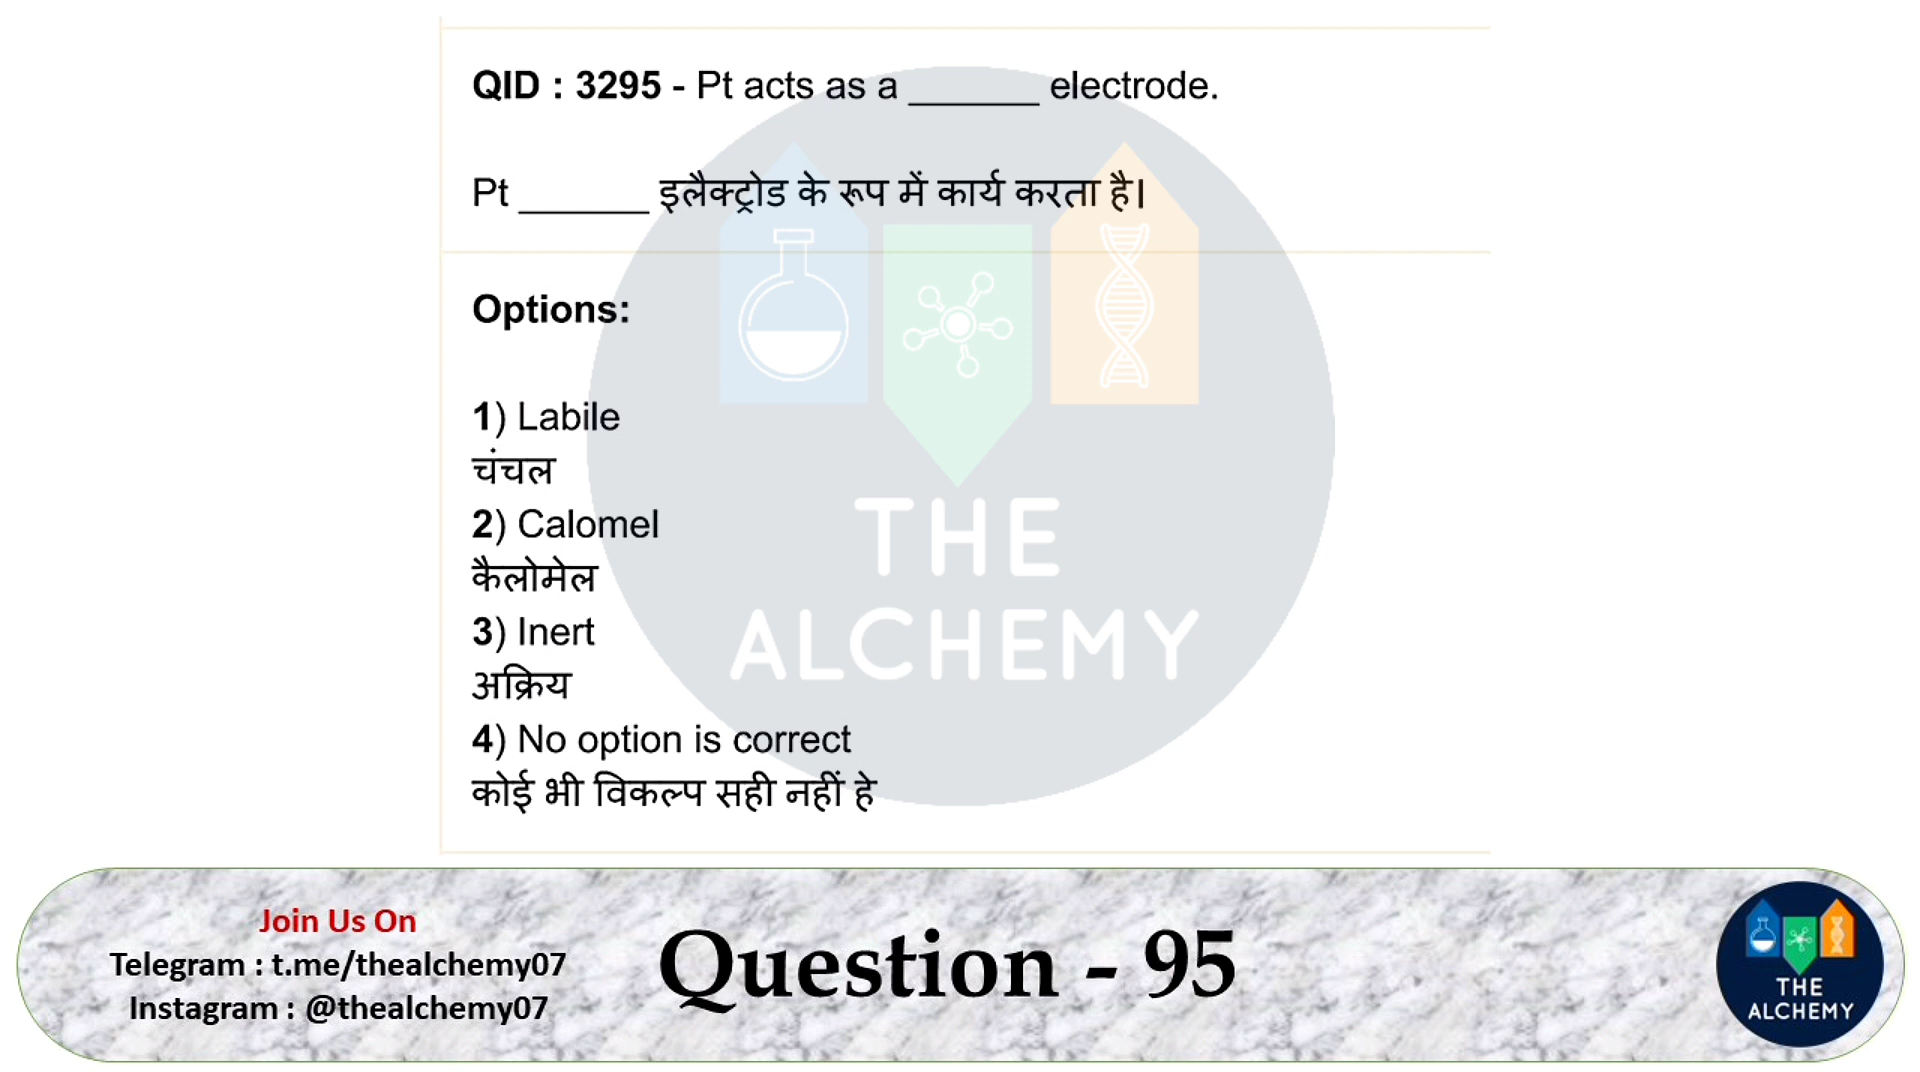 QID : 3295 - Pt acts as a ______ electrode.
Pt ______ इलैक्ट्रोड के रूप में कार्य करता है।
Options:
1) Labile
चंचल
2) Calomel
कैलोमेल
3) Inert
अक्रिय
4) No option is correct
कोई भी विकल्प सही नहीं हे
THE
ALCHEMY
Join Us On
Telegram : t.me/thealchemy07
Instagram : @thealchemy07
Question - 95
THE
ALCHEMY